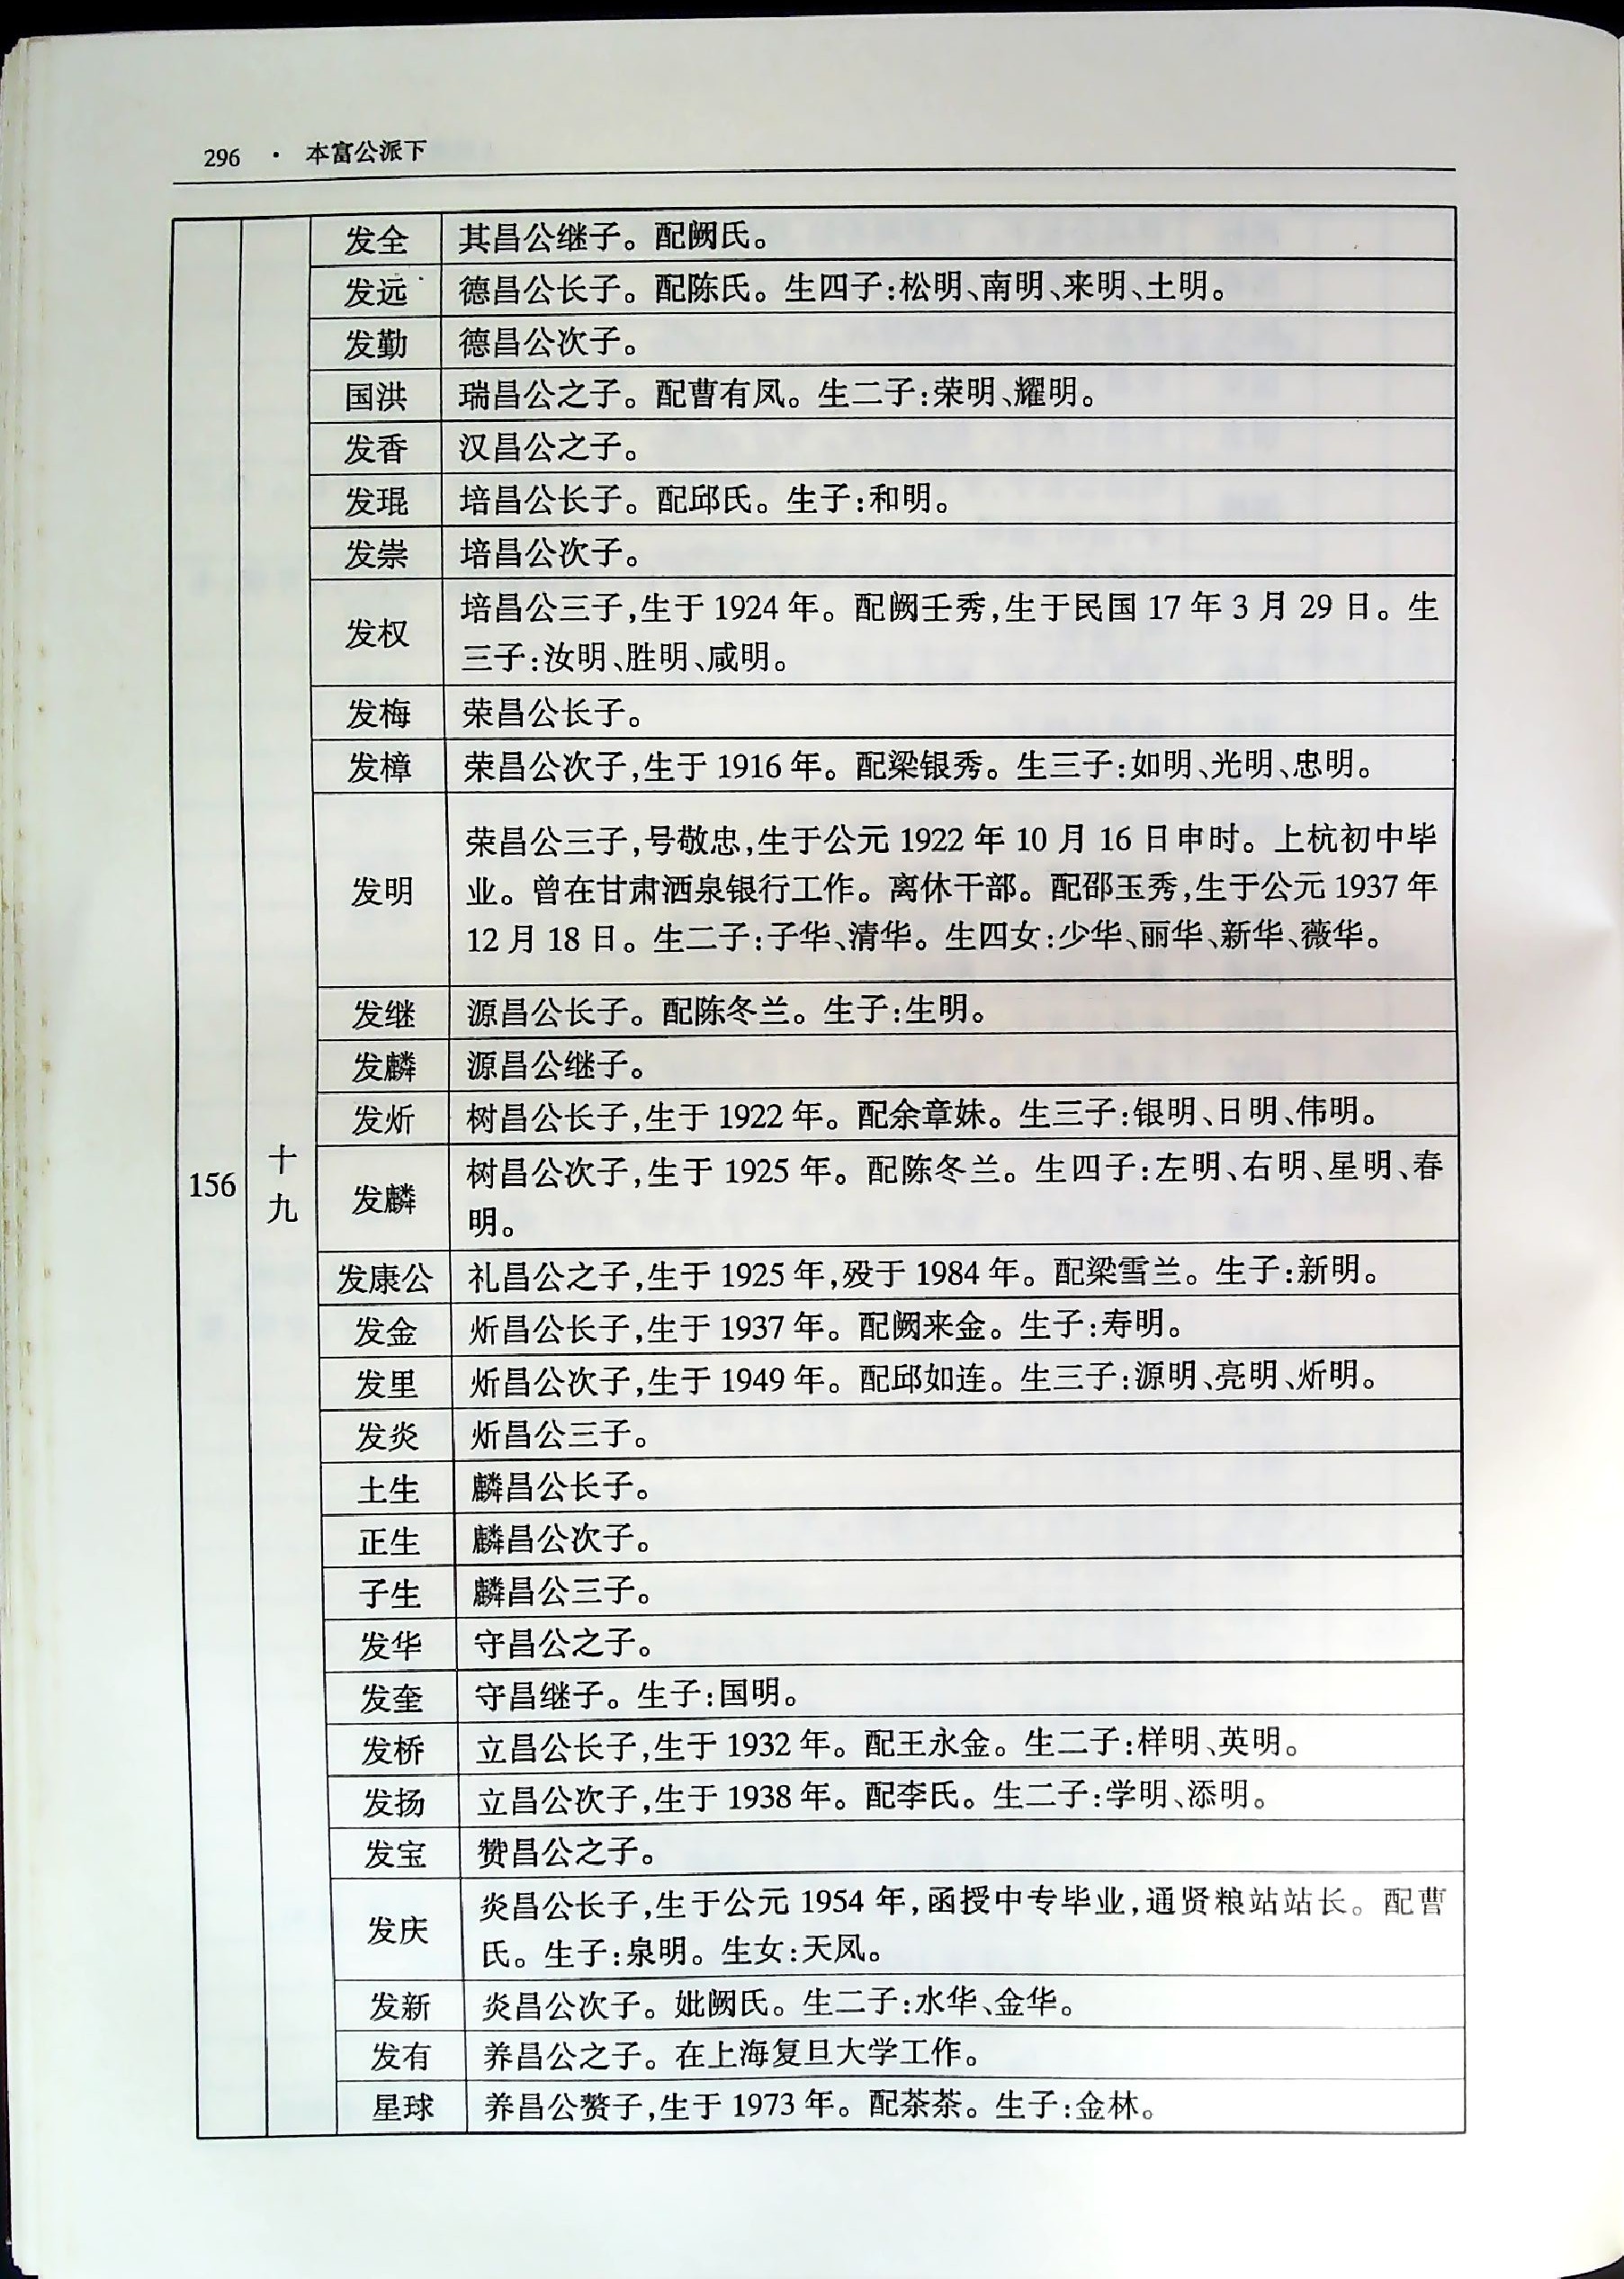 296 · 本富公派下
发全 其昌公继子。配阙氏。
发远 德昌公长子。配陈氏。生四子:松明、南明、来明、土明。
发勤 德昌公次子。
国洪 瑞昌公之子。配曹有凤。生二子:荣明、耀明。
发香 汉昌公之子。
发琨 培昌公长子。配邱氏。生子:和明。
发崇 培昌公次子。
发权 培昌公三子,生于 1924 年。配阙壬秀,生于民国 17 年 3 月 29 日。生
三子:汝明、胜明、咸明。
发梅 荣昌公长子。
发樟 荣昌公次子,生于 1916 年。配梁银秀。生三子:如明、光明、忠明。
发明 荣昌公三子,号敬忠,生于公元 1922 年 10 月 16 日申时。上杭初中毕
业。曾在甘肃洒泉银行工作。离休干部。配邵玉秀,生于公元 1937 年
12 月 18 日。生二子:子华、清华。生四女:少华、丽华、新华、薇华。
发继 源昌公长子。配陈冬兰。生子:生明。
发麟 源昌公继子。
发炘 树昌公长子,生于 1922 年。配余章妹。生三子:银明、日明、伟明。
156 十九
发麟 树昌公次子,生于 1925 年。配陈冬兰。生四子:左明、右明、星明、春
明。
发康公 礼昌公之子,生于 1925 年,殁于 1984 年。配梁雪兰。生子:新明。
发金 炘昌公长子,生于 1937 年。配阙来金。生子:寿明。
发里 炘昌公次子,生于 1949 年。配邱如连。生三子:源明、亮明、炘明。
发炎 炘昌公三子。
土生 麟昌公长子。
正生 麟昌公次子。
子生 麟昌公三子。
发华 守昌公之子。
发奎 守昌继子。生子:国明。
发桥 立昌公长子,生于 1932 年。配王永金。生二子:样明、英明。
发扬 立昌公次子,生于 1938 年。配李氏。生二子:学明、添明。
发宝 赞昌公之子。
发庆 炎昌公长子,生于公元 1954 年,函授中专毕业,通贤粮站站长。配曹
氏。生子:泉明。生女:天凤。
发新 炎昌公次子。妣阙氏。生二子:水华、金华。
发有 养昌公之子。在上海复旦大学工作。
星球 养昌公赘子,生于 1973 年。配茶茶。生子:金林。